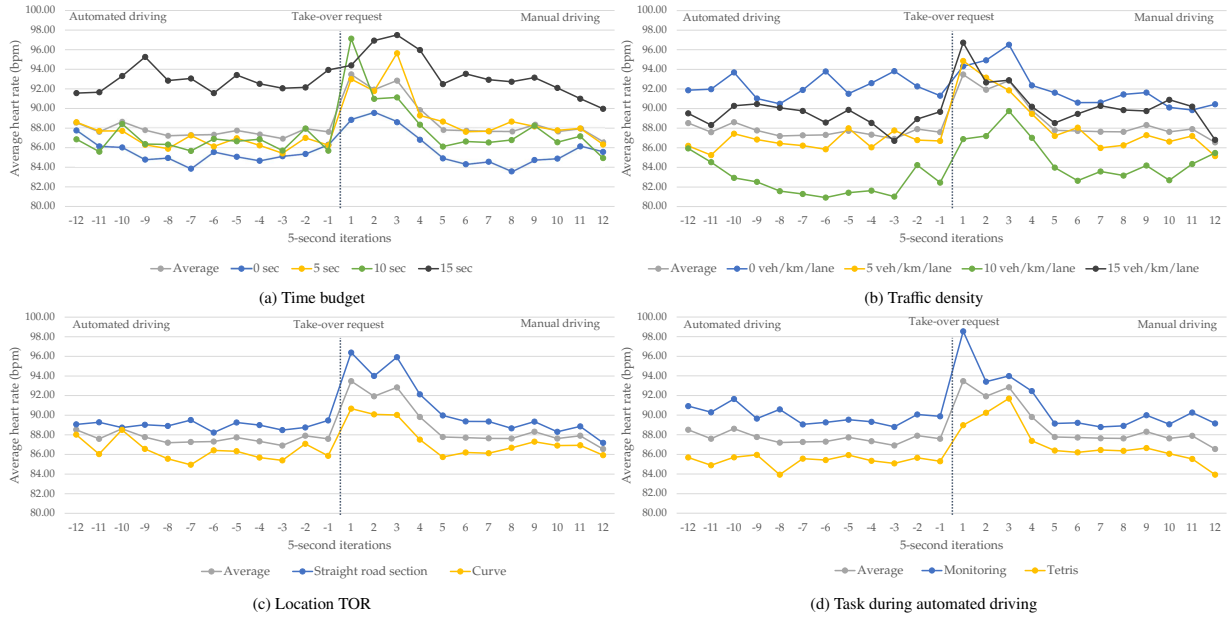 100.00
Automated driving
Take-over request
Manual driving
98.00
96.00
94.00
92.00
90.00
88.00
86.00
84.00
82.00
80.00
Average heart rate (bpm)
-12 -11 -10 -9 -8 -7 -6 -5 -4 -3 -2 -1 1 2 3 4 5 6 7 8 9 10 11 12
5-second iterations
Average 0 sec 5 sec 10 sec 15 sec
(a) Time budget
100.00
Automated driving
Take-over request
Manual driving
98.00
96.00
94.00
92.00
90.00
88.00
86.00
84.00
82.00
80.00
Average heart rate (bpm)
-12 -11 -10 -9 -8 -7 -6 -5 -4 -3 -2 -1 1 2 3 4 5 6 7 8 9 10 11 12
5-second iterations
Average 0 veh/km/lane 5 veh/km/lane 10 veh/km/lane 15 veh/km/lane
(b) Traffic density
100.00
Automated driving
Take-over request
Manual driving
98.00
96.00
94.00
92.00
90.00
88.00
86.00
84.00
82.00
80.00
Average heart rate (bpm)
-12 -11 -10 -9 -8 -7 -6 -5 -4 -3 -2 -1 1 2 3 4 5 6 7 8 9 10 11 12
5-second iterations
Average Straight road section Curve
(c) Location TOR
100.00
Automated driving
Take-over request
Manual driving
98.00
96.00
94.00
92.00
90.00
88.00
86.00
84.00
82.00
80.00
Average heart rate (bpm)
-12 -11 -10 -9 -8 -7 -6 -5 -4 -3 -2 -1 1 2 3 4 5 6 7 8 9 10 11 12
5-second iterations
Average Monitoring Tetris
(d) Task during automated driving